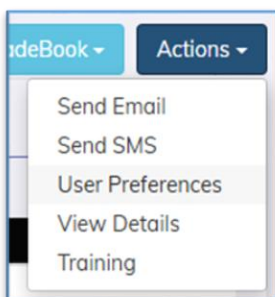 adeBook
Actions
Send Email
Send SMS
User Preferences
View Details
Training